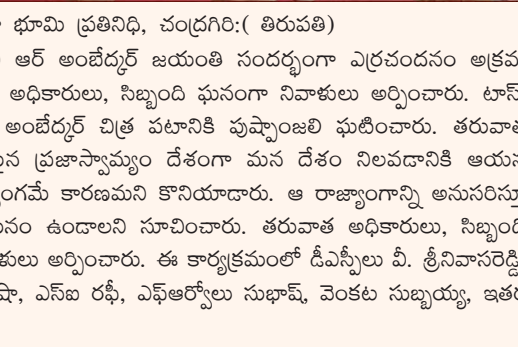 భూమి ప్రతినిధి, చంద్రగిరి:( తిరుపతి)
ఆర్ అంబేద్కర్ జయంతి సందర్భంగా ఎర్రచందనం అక్రమ
అధికారులు, సిబ్బంది ఘనంగా నివాళులు అర్పించారు. టాస్
అంబేద్కర్ చిత్ర పటానికి పుష్పాంజలి ఘటించారు. తరువాత
ప్రజాస్వామ్యం దేశంగా మన దేశం నిలవడానికి ఆయన
కారణమని కొనియాడారు. ఆ రాజ్యాంగాన్ని అనుసరిస్తూ
ఉండాలని సూచించారు. తరువాత అధికారులు, సిబ్బంది
అర్పించారు. ఈ కార్యక్రమంలో డీఎస్పీలు వీ. శ్రీనివాసరెడ్డి
ఎస్ఐ రఫీ, ఎఫ్ఆర్వోలు సుభాష్, వెంకట సుబ్బయ్య,